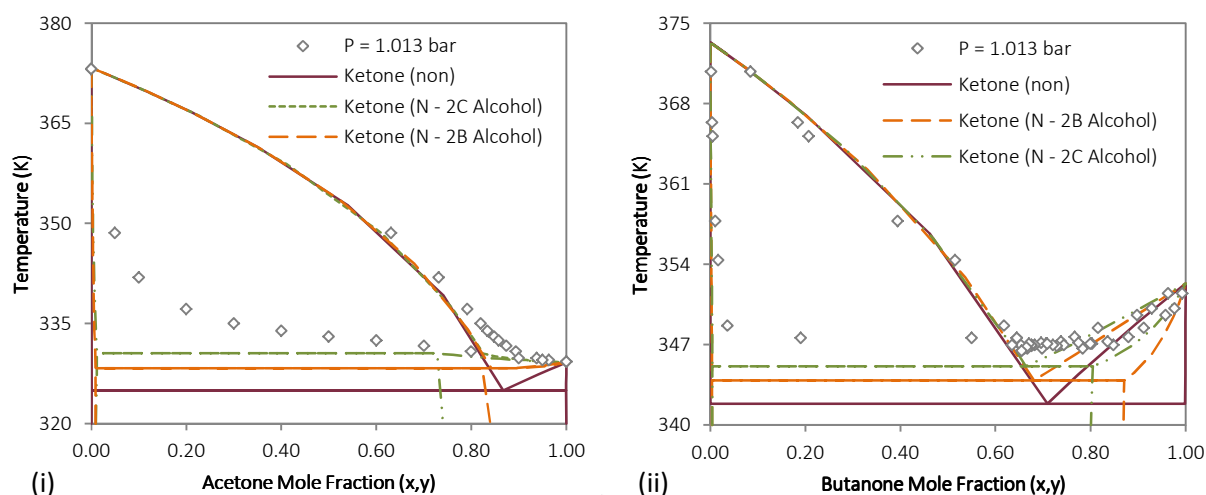 380
365
350
335
320
Temperature (K)
P = 1.013 bar
Ketone (non)
Ketone (N - 2C Alcohol)
Ketone (N - 2B Alcohol)
0.00 0.20 0.40 0.60 0.80 1.00
Acetone Mole Fraction (x,y)
(i)
375
368
361
354
347
340
Temperature (K)
P = 1.013 bar
Ketone (non)
Ketone (N - 2B Alcohol)
Ketone (N - 2C Alcohol)
0.00 0.20 0.40 0.60 0.80 1.00
Butanone Mole Fraction (x,y)
(ii)